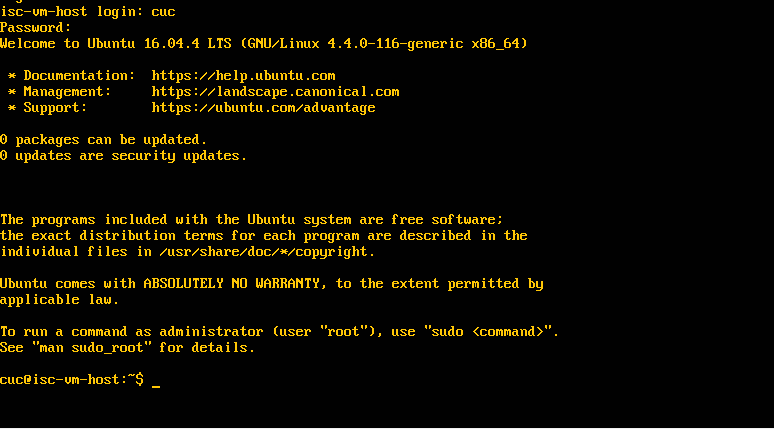 isc-vm-host login: cuc
Password:
Welcome to Ubuntu 16.04.4 LTS (GNU/Linux 4.4.0-116-generic x86_64)
* Documentation:  https://help.ubuntu.com
* Management:     https://landscape.canonical.com
* Support:        https://ubuntu.com/advantage
0 packages can be updated.
0 updates are security updates.
The programs included with the Ubuntu system are free software;
the exact distribution terms for each program are described in the
individual files in /usr/share/doc/*/copyright.
Ubuntu comes with ABSOLUTELY NO WARRANTY, to the extent permitted by
applicable law.
To run a command as administrator (user "root"), use "sudo <command>".
See "man sudo_root" for details.
cuc@isc-vm-host:~$ _